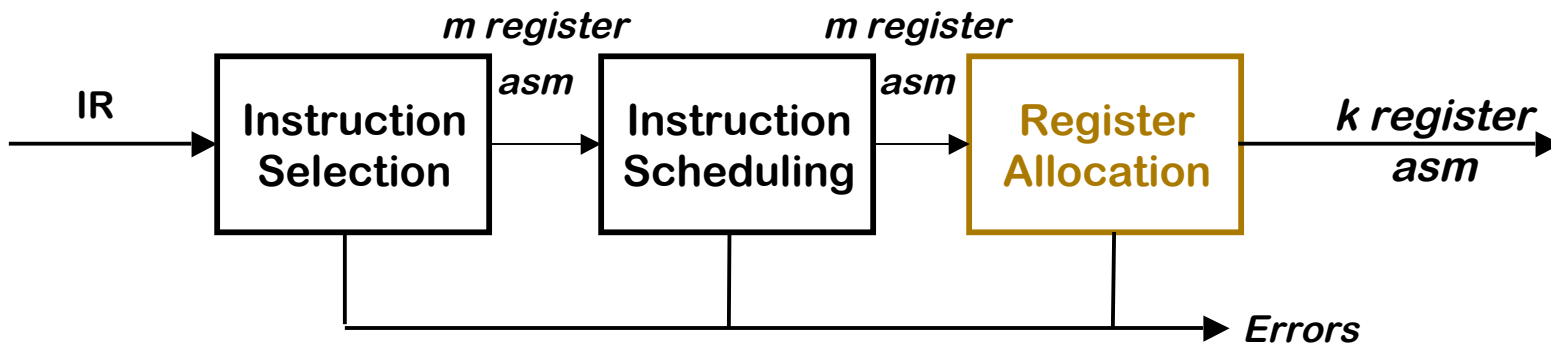 m register
asm
m register
asm
IR
Instruction
Selection
Instruction
Scheduling
Register
Allocation
k register
asm
Errors